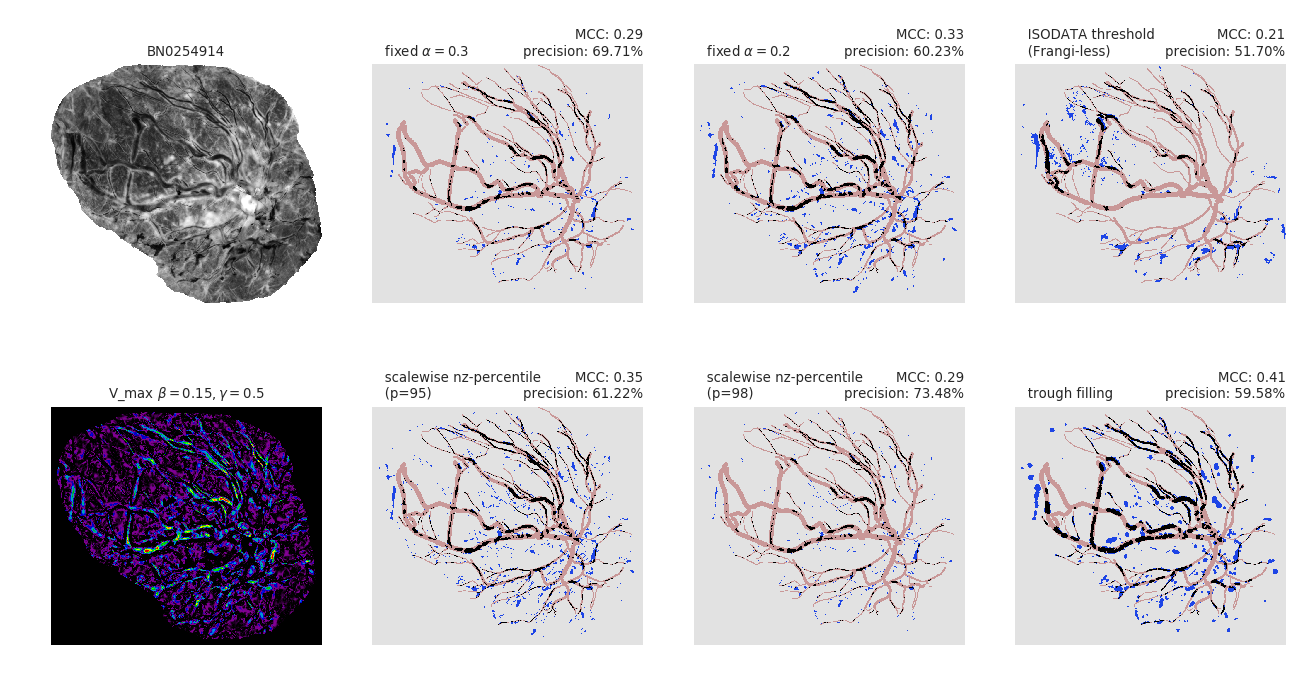 BN0254914
MCC: 0.29
fixed α = 0.3 precision: 69.71%
MCC: 0.33
fixed α = 0.2 precision: 60.23%
ISODATA threshold MCC: 0.21
(Frangi-less) precision: 51.70%
V_max β = 0.15, γ = 0.5
scalewise nz-percentile MCC: 0.35
(p=95) precision: 61.22%
scalewise nz-percentile MCC: 0.29
(p=98) precision: 73.48%
MCC: 0.41
trough filling precision: 59.58%